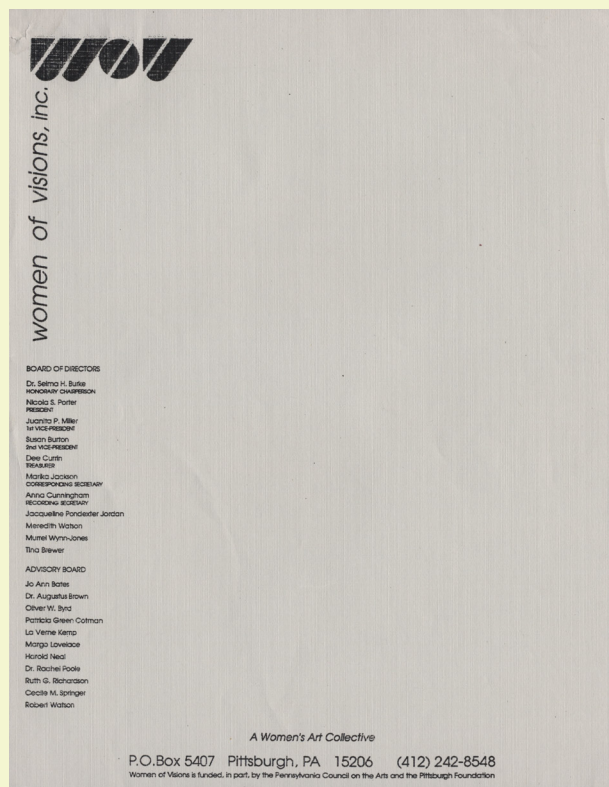 WOV
women of visions, inc.
BOARD OF DIRECTORS
Dr. Selma H. Burke
HONORARY CHAIRPERSON
Nicola S. Porter
PRESIDENT
Juanita P. Miller
1st VICE-PRESIDENT
Susan Burton
2nd VICE-PRESIDENT
Dee Currin
TREASURER
Marika Jackson
CORRESPONDING SECRETARY
Anna Cunningham
RECORDING SECRETARY
Jacqueline Pondexter Jordan
Meredith Watson
Murrel Wynn-Jones
Tina Brewer
ADVISORY BOARD
Jo Ann Bates
Dr. Augustus Brown
Oliver W. Byrd
Patricia Green Cotman
La Verne Kemp
Margo Lovelace
Harold Neal
Dr. Rachel Poole
Ruth G. Richardson
Cecile M. Springer
Robert Watson
A Women's Art Collective
P.O.Box 5407 Pittsburgh, PA 15206 (412) 242-8548
Women of Visions is funded, in part, by the Pennsylvania Council on the Arts and the Pittsburgh Foundation